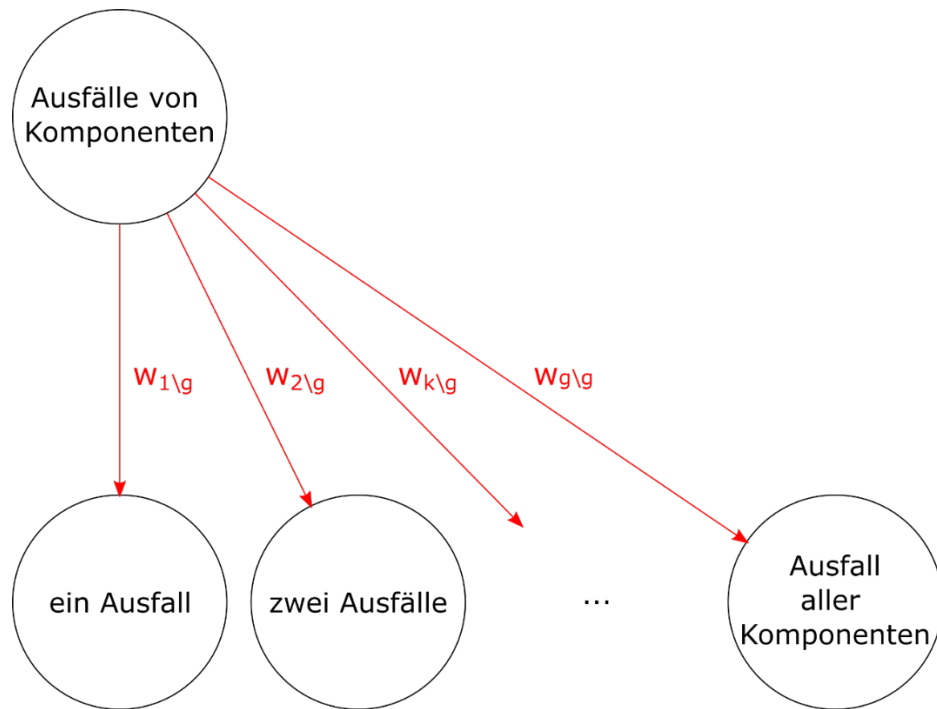 Ausfälle von
Komponenten
w1\g
w2\g
wk\g
wg\g
ein Ausfall
zwei Ausfälle
...
Ausfall
aller
Komponenten